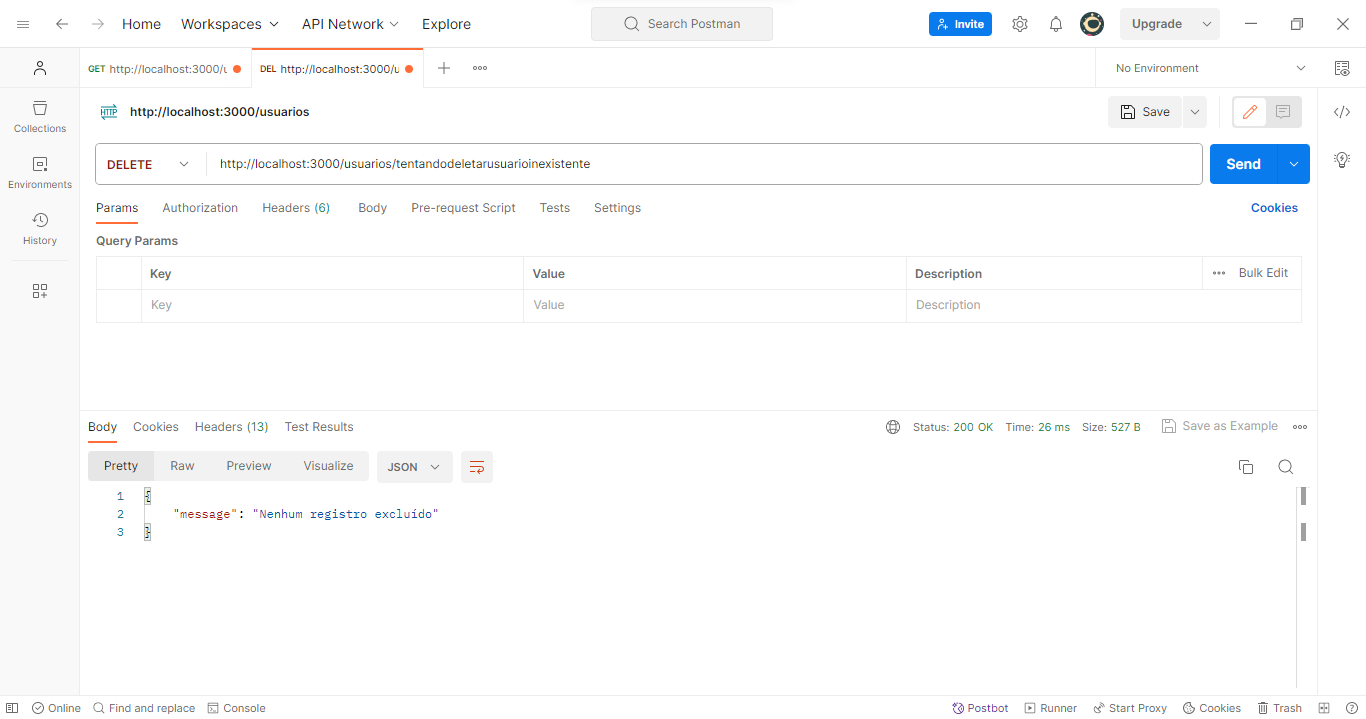 Home Workspaces API Network Explore Search Postman Invite Upgrade
GET http://localhost:3000/u DEL http://localhost:3000/u No Environment
HTTP http://localhost:3000/usuarios Save
Collections
Environments
History
DELETE http://localhost:3000/usuarios/tentandodeletarusuarioinexistente Send
Params Authorization Headers (6) Body Pre-request Script Tests Settings Cookies
Query Params
Key Value Description Bulk Edit
Key Value Description
Body Cookies Headers (13) Test Results Status: 200 OK Time: 26 ms Size: 527 B Save as Example
Pretty Raw Preview Visualize JSON
1 {
2 "message": "Nenhum registro excluído"
3 }
Online Find and replace Console Postbot Runner Start Proxy Cookies Trash